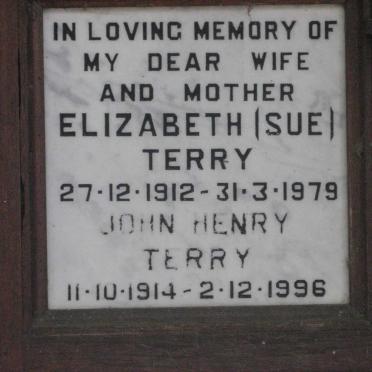 IN LOVING MEMORY OF
MY DEAR WIFE
AND MOTHER
ELIZABETH (SUE)
TERRY
27·12·1912-31·3·1979
JOHN HENRY
TERRY
11·10·1914-2·12·1996